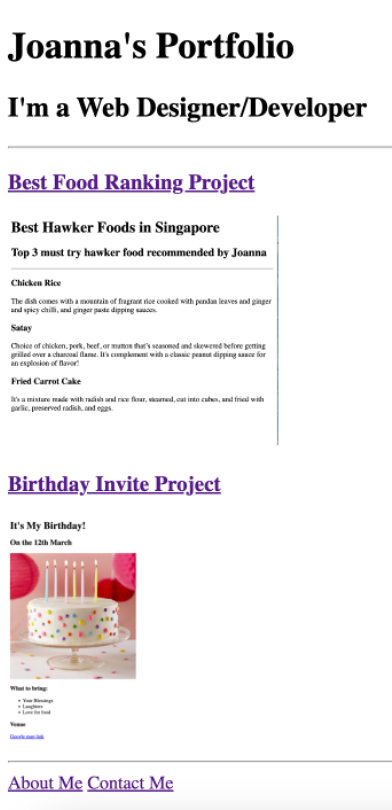 Joanna's Portfolio
I'm a Web Designer/Developer
Best Food Ranking Project
Best Hawker Foods in Singapore
Top 3 must try hawker food recommended by Joanna
Chicken Rice
The dish comes with a mountain of fragrant rice cooked with pandan leaves and ginger
and spicy chilli, and ginger paste dipping sauces.
Satay
Choice of chicken, pork, beef, or mutton that's seasoned and skewered before getting
grilled over a charcoal flame. It's complement with a classic peanut dipping sauce for
an explosion of flavor!
Fried Carrot Cake
It's a mixture made with radish and rice flour, steamed, cut into cubes, and fried with
garlic, preserved radish, and eggs.
Birthday Invite Project
It's My Birthday!
On the 12th March
What to bring:
Your Blessings
Laughters
Love for food
Venue
Google map link
About Me Contact Me